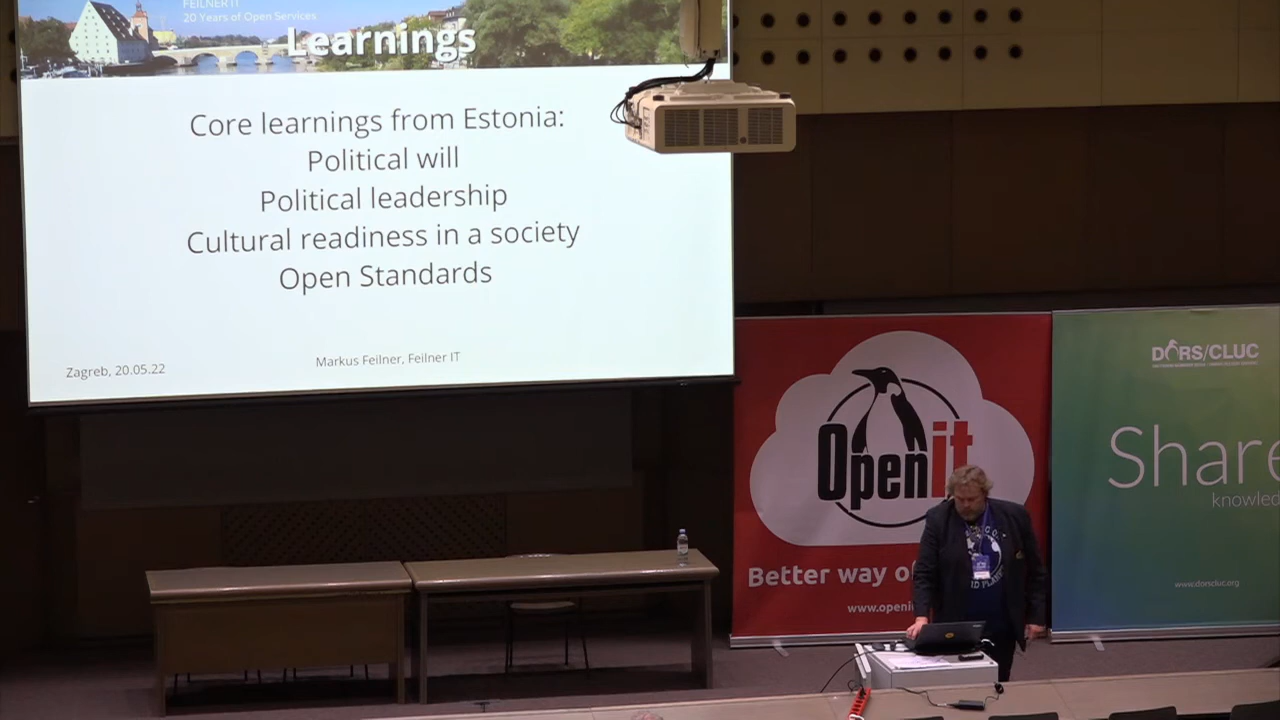 FEILNER IT
20 Years of Open Services
Learnings
Core learnings from Estonia:
Political will
Political leadership
Cultural readiness in a society
Open Standards
Zagreb, 20.05.22
Markus Feilner, Feilner IT
Openit
Better way o
www.openi
DORS/CLUC
Share
knowled
www.dorscluc.org